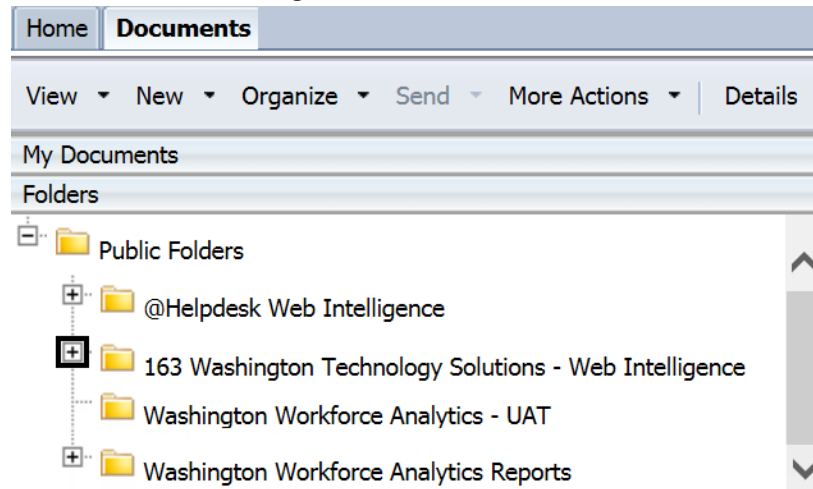 Home Documents
View New Organize Send More Actions Details
My Documents
Folders
Public Folders
@Helpdesk Web Intelligence
163 Washington Technology Solutions - Web Intelligence
Washington Workforce Analytics - UAT
Washington Workforce Analytics Reports